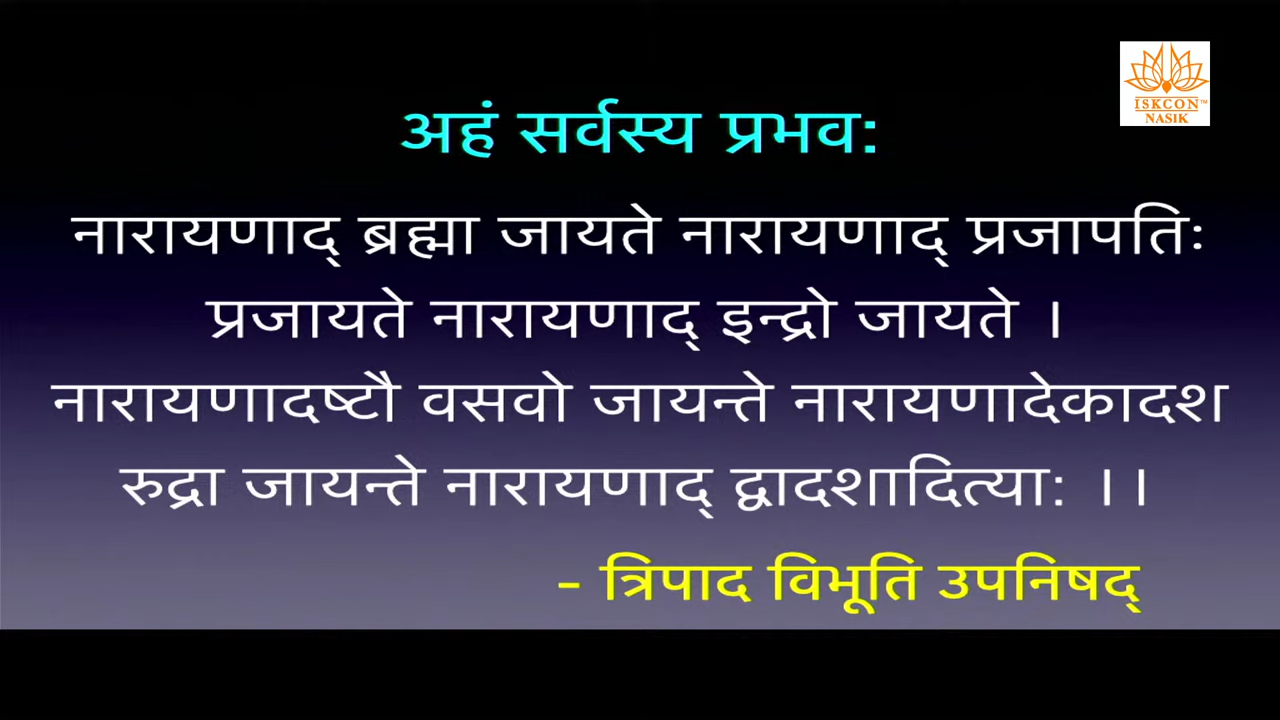 ISKCON™
NASIK
अहं सर्वस्य प्रभव:
नारायणाद् ब्रह्मा जायते नारायणाद् प्रजापतिः
प्रजायते नारायणाद् इन्द्रो जायते ।
नारायणादष्टौ वसवो जायन्ते नारायणादेकादश
रुद्रा जायन्ते नारायणाद् द्वादशादित्या: ।।
- त्रिपाद विभूति उपनिषद्